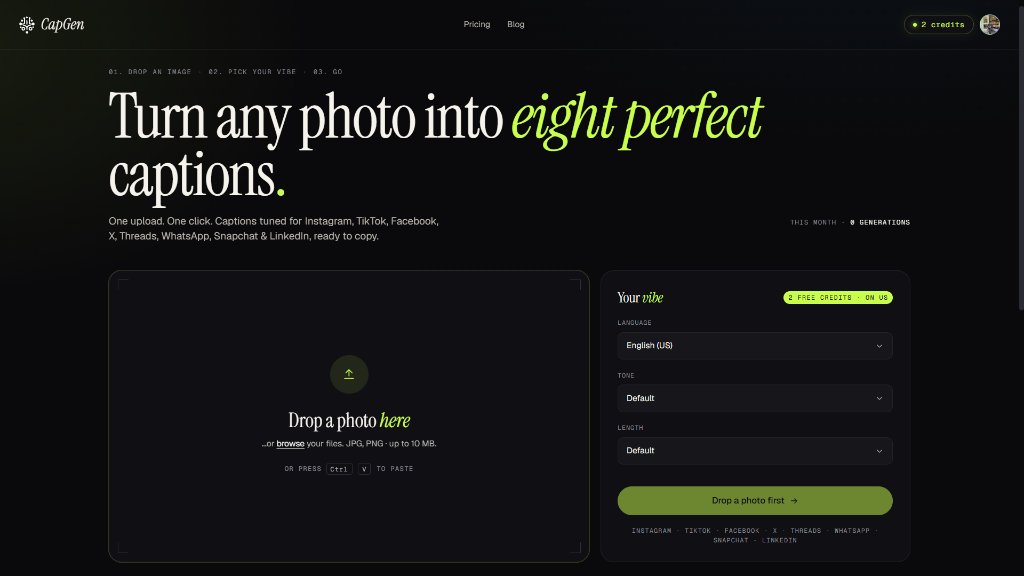 CapGen
Pricing
Blog
2 credits
01. DROP AN IMAGE · 02. PICK YOUR VIBE · 03. GO
Turn any photo into eight perfect
captions.
One upload. One click. Captions tuned for Instagram, TikTok, Facebook,
X, Threads, WhatsApp, Snapchat & LinkedIn, ready to copy.
THIS MONTH · 0 GENERATIONS
Drop a photo here
…or browse your files. JPG, PNG · up to 10 MB.
OR PRESS Ctrl V TO PASTE
Your vibe
2 FREE CREDITS · ON US
LANGUAGE
English (US)
TONE
Default
LENGTH
Default
Drop a photo first →
INSTAGRAM · TIKTOK · FACEBOOK · X · THREADS · WHATSAPP ·
SNAPCHAT · LINKEDIN